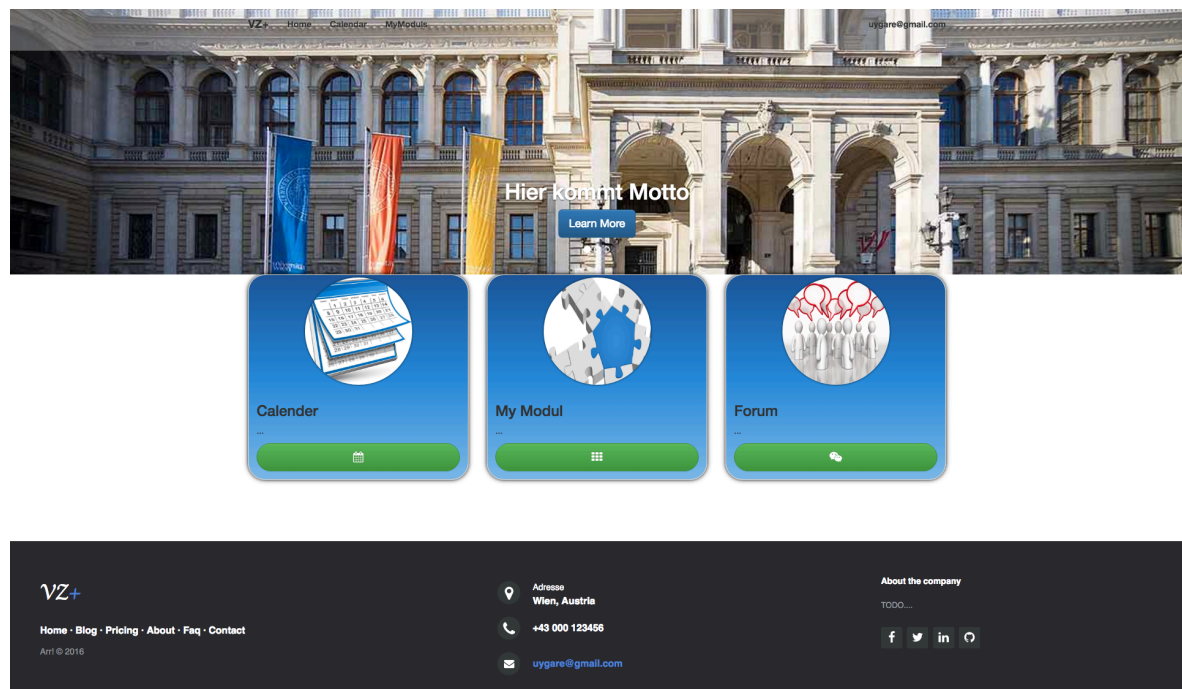 VZ+ Home Calendar MyModuls uygare@gmail.com
Hier kommt Motto
Learn More
Calender
...
My Modul
...
Forum
...
VZ+
Home · Blog · Pricing · About · Faq · Contact
Arr! © 2016
Adresse
Wien, Austria
+43 000 123456
uygare@gmail.com
About the company
TODO....